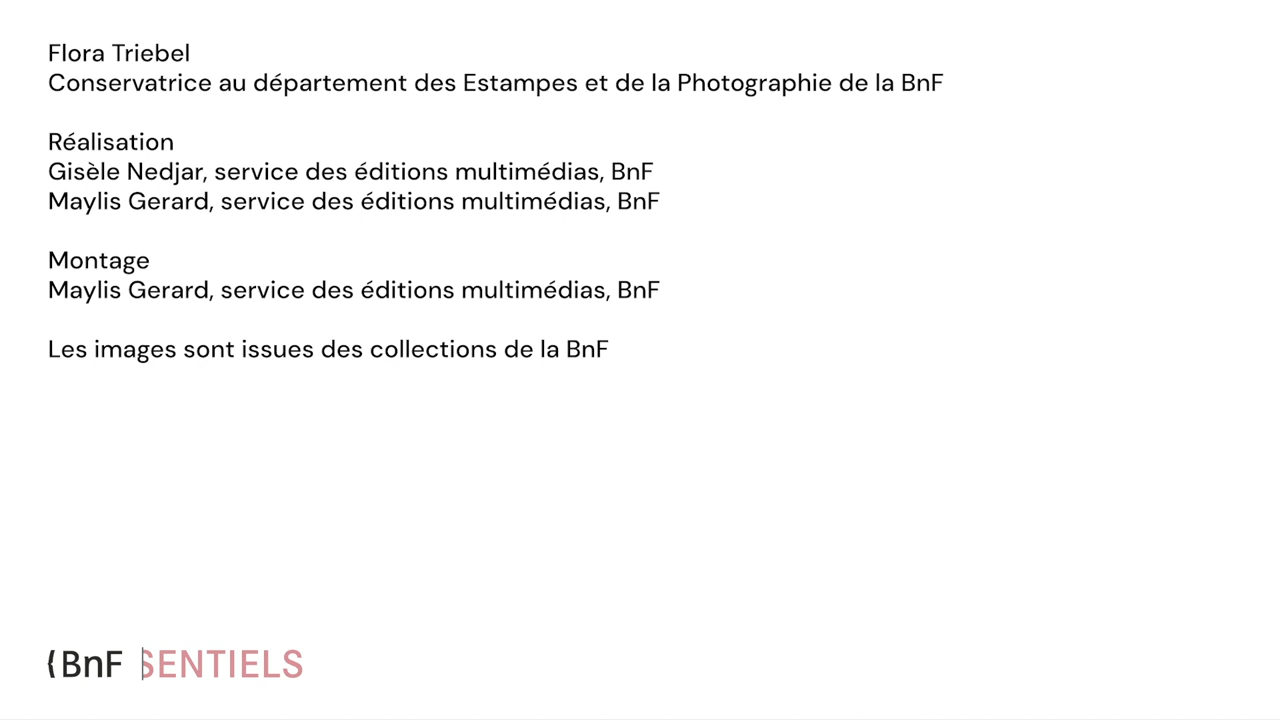 Flora Triebel
Conservatrice au département des Estampes et de la Photographie de la BnF
Réalisation
Gisèle Nedjar, service des éditions multimédias, BnF
Maylis Gerard, service des éditions multimédias, BnF
Montage
Maylis Gerard, service des éditions multimédias, BnF
Les images sont issues des collections de la BnF
(BnF SENTIELS